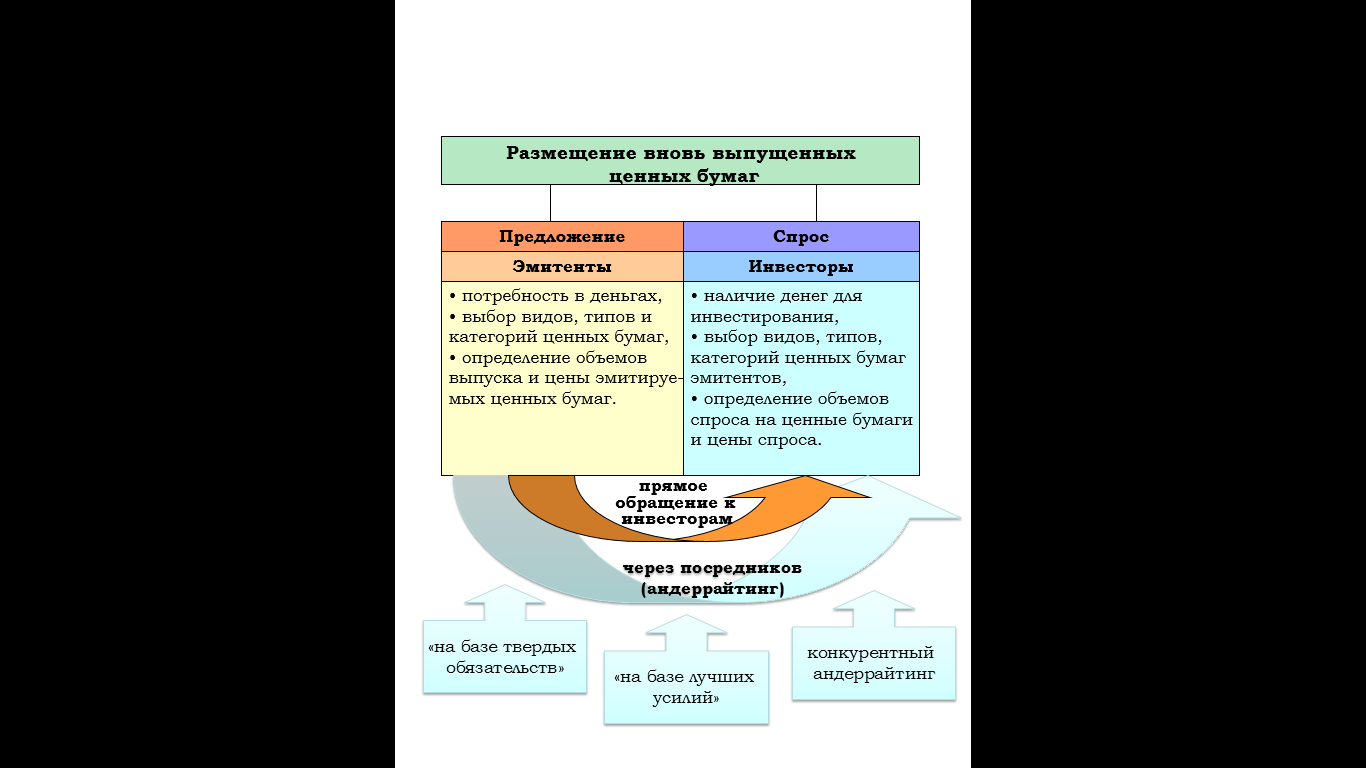 Размещение вновь выпущенных
ценных бумаг
Предложение
Спрос
Эмитенты
Инвесторы
• потребность в деньгах,
• выбор видов, типов и
категорий ценных бумаг,
• определение объемов
выпуска и цены эмитируе-
мых ценных бумаг.
• наличие денег для
инвестирования,
• выбор видов, типов,
категорий ценных бумаг
эмитентов,
• определение объемов
спроса на ценные бумаги
и цены спроса.
прямое
обращение к
инвесторам
через посредников
(андеррайтинг)
«на базе твердых
обязательств»
«на базе лучших
усилий»
конкурентный
андеррайтинг